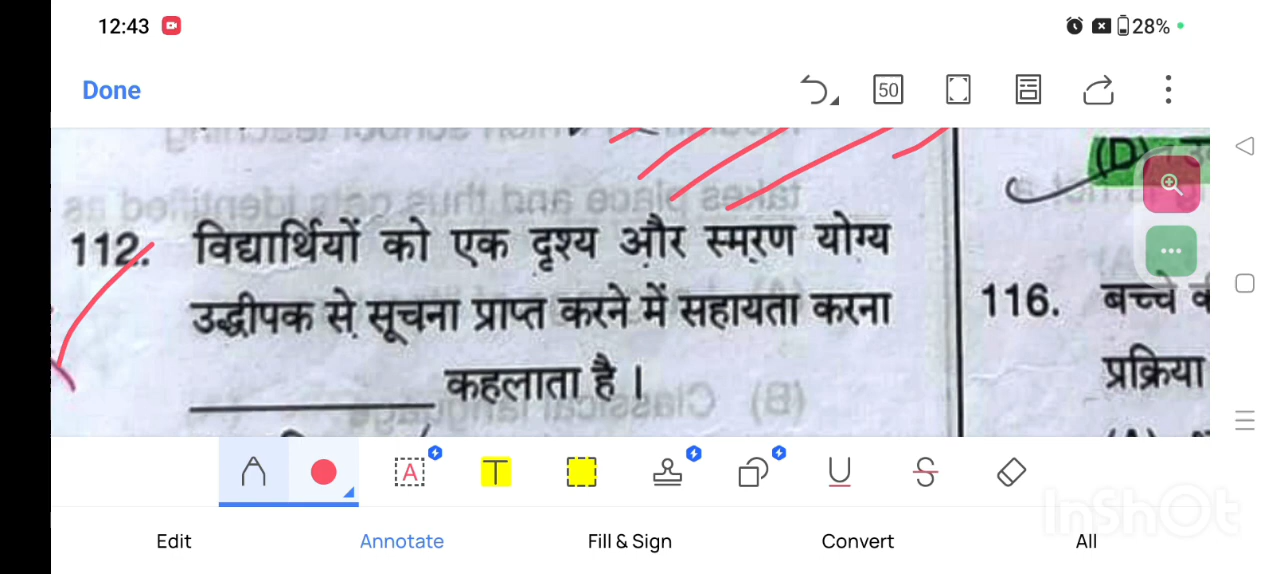 12:43
28%
Done
50
112. विद्यार्थियों को एक दृश्य और स्मरण योग्य
उद्धीपक से सूचना प्राप्त करने में सहायता करना
__________ कहलाता है ।
(D)
116. बच्चे
प्रक्रिया
A
T
U
S
Edit
Annotate
Fill & Sign
Convert
All
InShOt